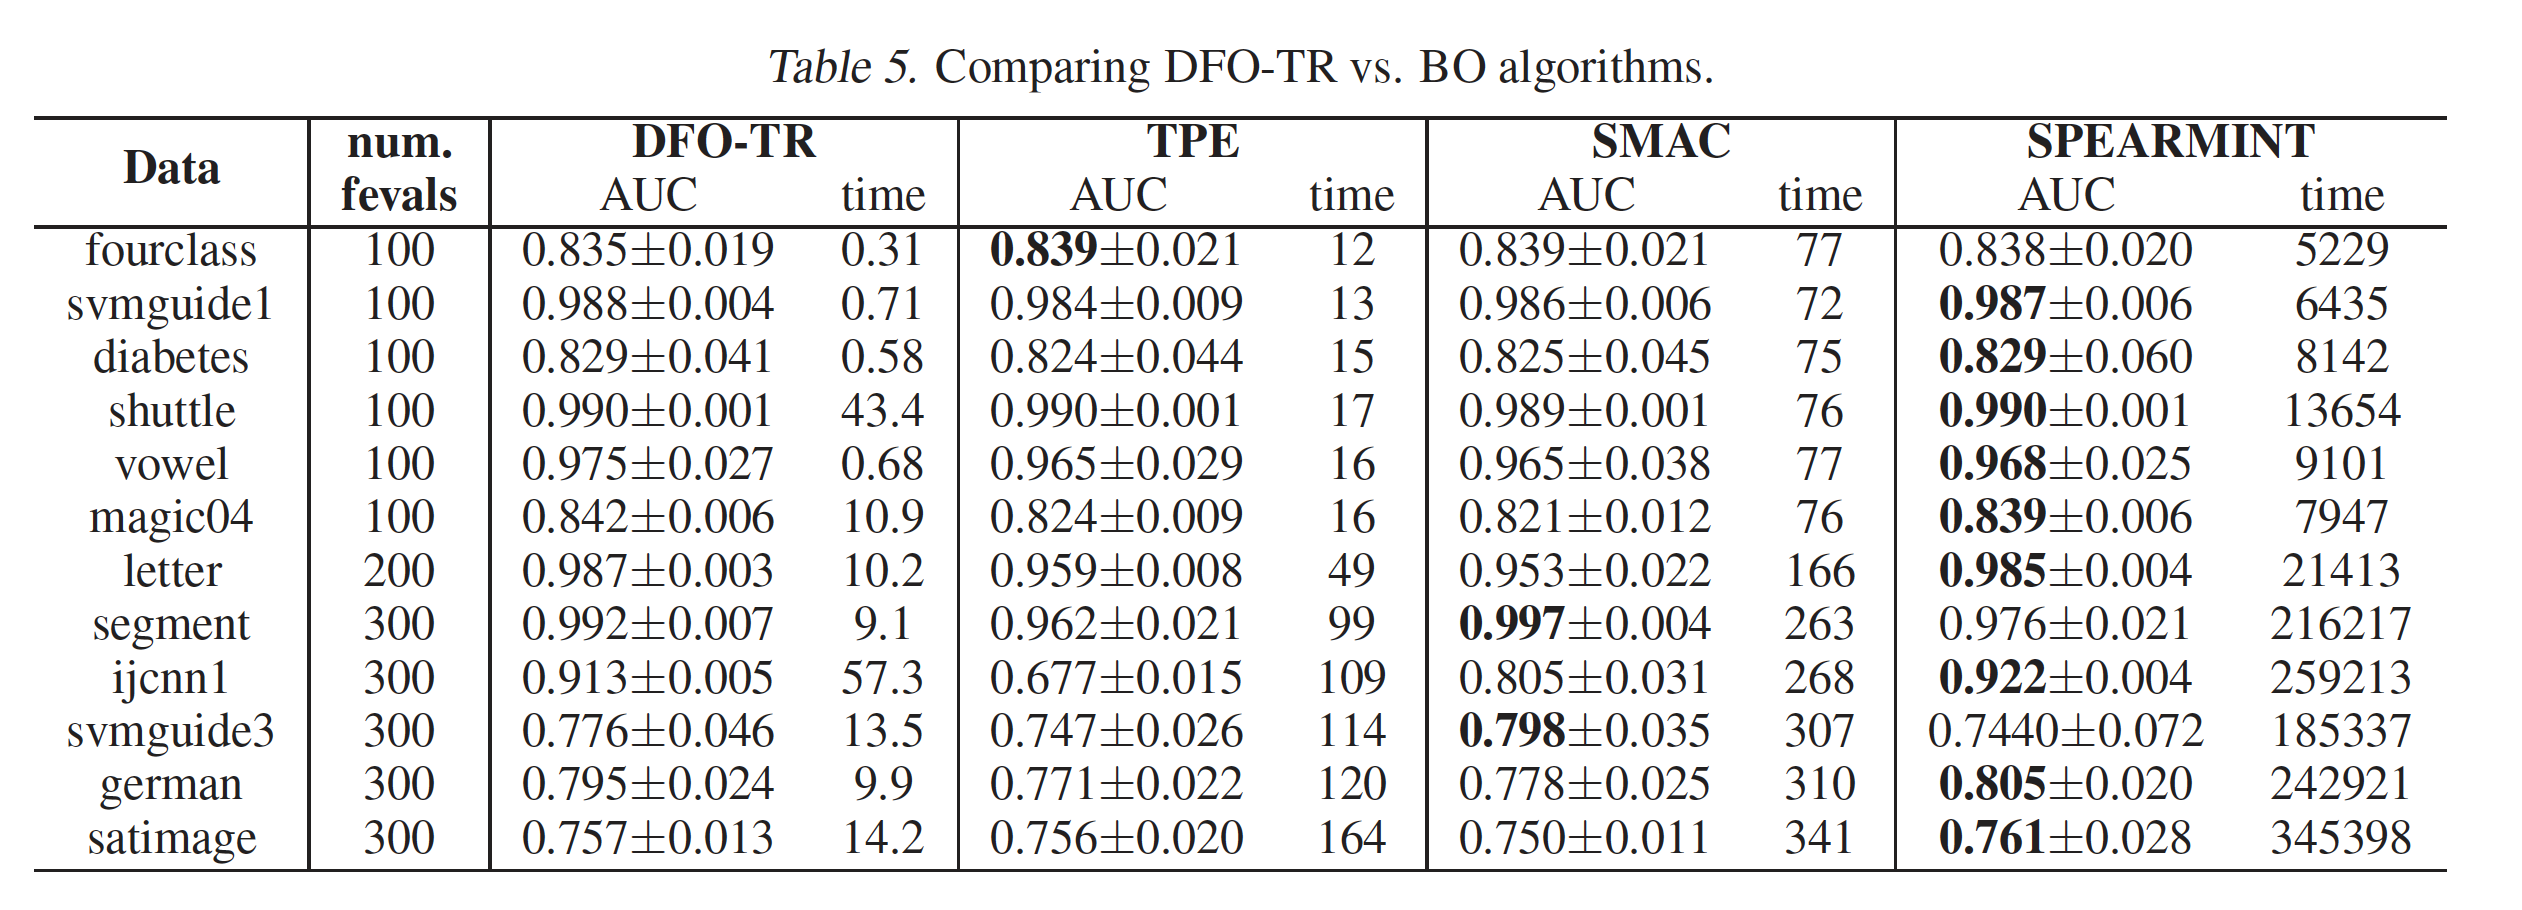 Table 5. Comparing DFO-TR vs. BO algorithms.
Data num. fevals DFO-TR TPE SMAC SPEARMINT
AUC time AUC time AUC time AUC time
fourclass 100 0.835±0.019 0.31 0.839±0.021 12 0.839±0.021 77 0.838±0.020 5229
svmguide1 100 0.988±0.004 0.71 0.984±0.009 13 0.986±0.006 72 0.987±0.006 6435
diabetes 100 0.829±0.041 0.58 0.824±0.044 15 0.825±0.045 75 0.829±0.060 8142
shuttle 100 0.990±0.001 43.4 0.990±0.001 17 0.989±0.001 76 0.990±0.001 13654
vowel 100 0.975±0.027 0.68 0.965±0.029 16 0.965±0.038 77 0.968±0.025 9101
magic04 100 0.842±0.006 10.9 0.824±0.009 16 0.821±0.012 76 0.839±0.006 7947
letter 200 0.987±0.003 10.2 0.959±0.008 49 0.953±0.022 166 0.985±0.004 21413
segment 300 0.992±0.007 9.1 0.962±0.021 99 0.997±0.004 263 0.976±0.021 216217
ijcnn1 300 0.913±0.005 57.3 0.677±0.015 109 0.805±0.031 268 0.922±0.004 259213
svmguide3 300 0.776±0.046 13.5 0.747±0.026 114 0.798±0.035 307 0.7440±0.072 185337
german 300 0.795±0.024 9.9 0.771±0.022 120 0.778±0.025 310 0.805±0.020 242921
satimage 300 0.757±0.013 14.2 0.756±0.020 164 0.750±0.011 341 0.761±0.028 345398